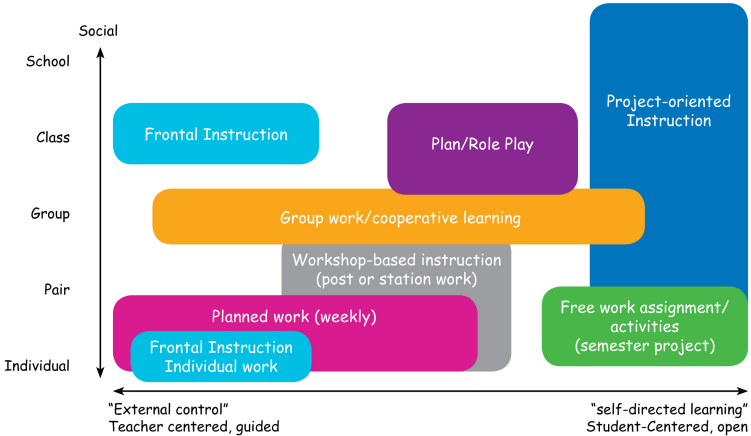 Social
School
Project-oriented
Instruction
Class
Frontal Instruction
Plan/Role Play
Group
Group work/cooperative learning
Workshop-based instruction
(post or station work)
Pair
Planned work (weekly)
Free work assignment/
activities
(semester project)
Frontal Instruction
Individual work
Individual
“External control”
Teacher centered, guided
“self-directed learning”
Student-Centered, open